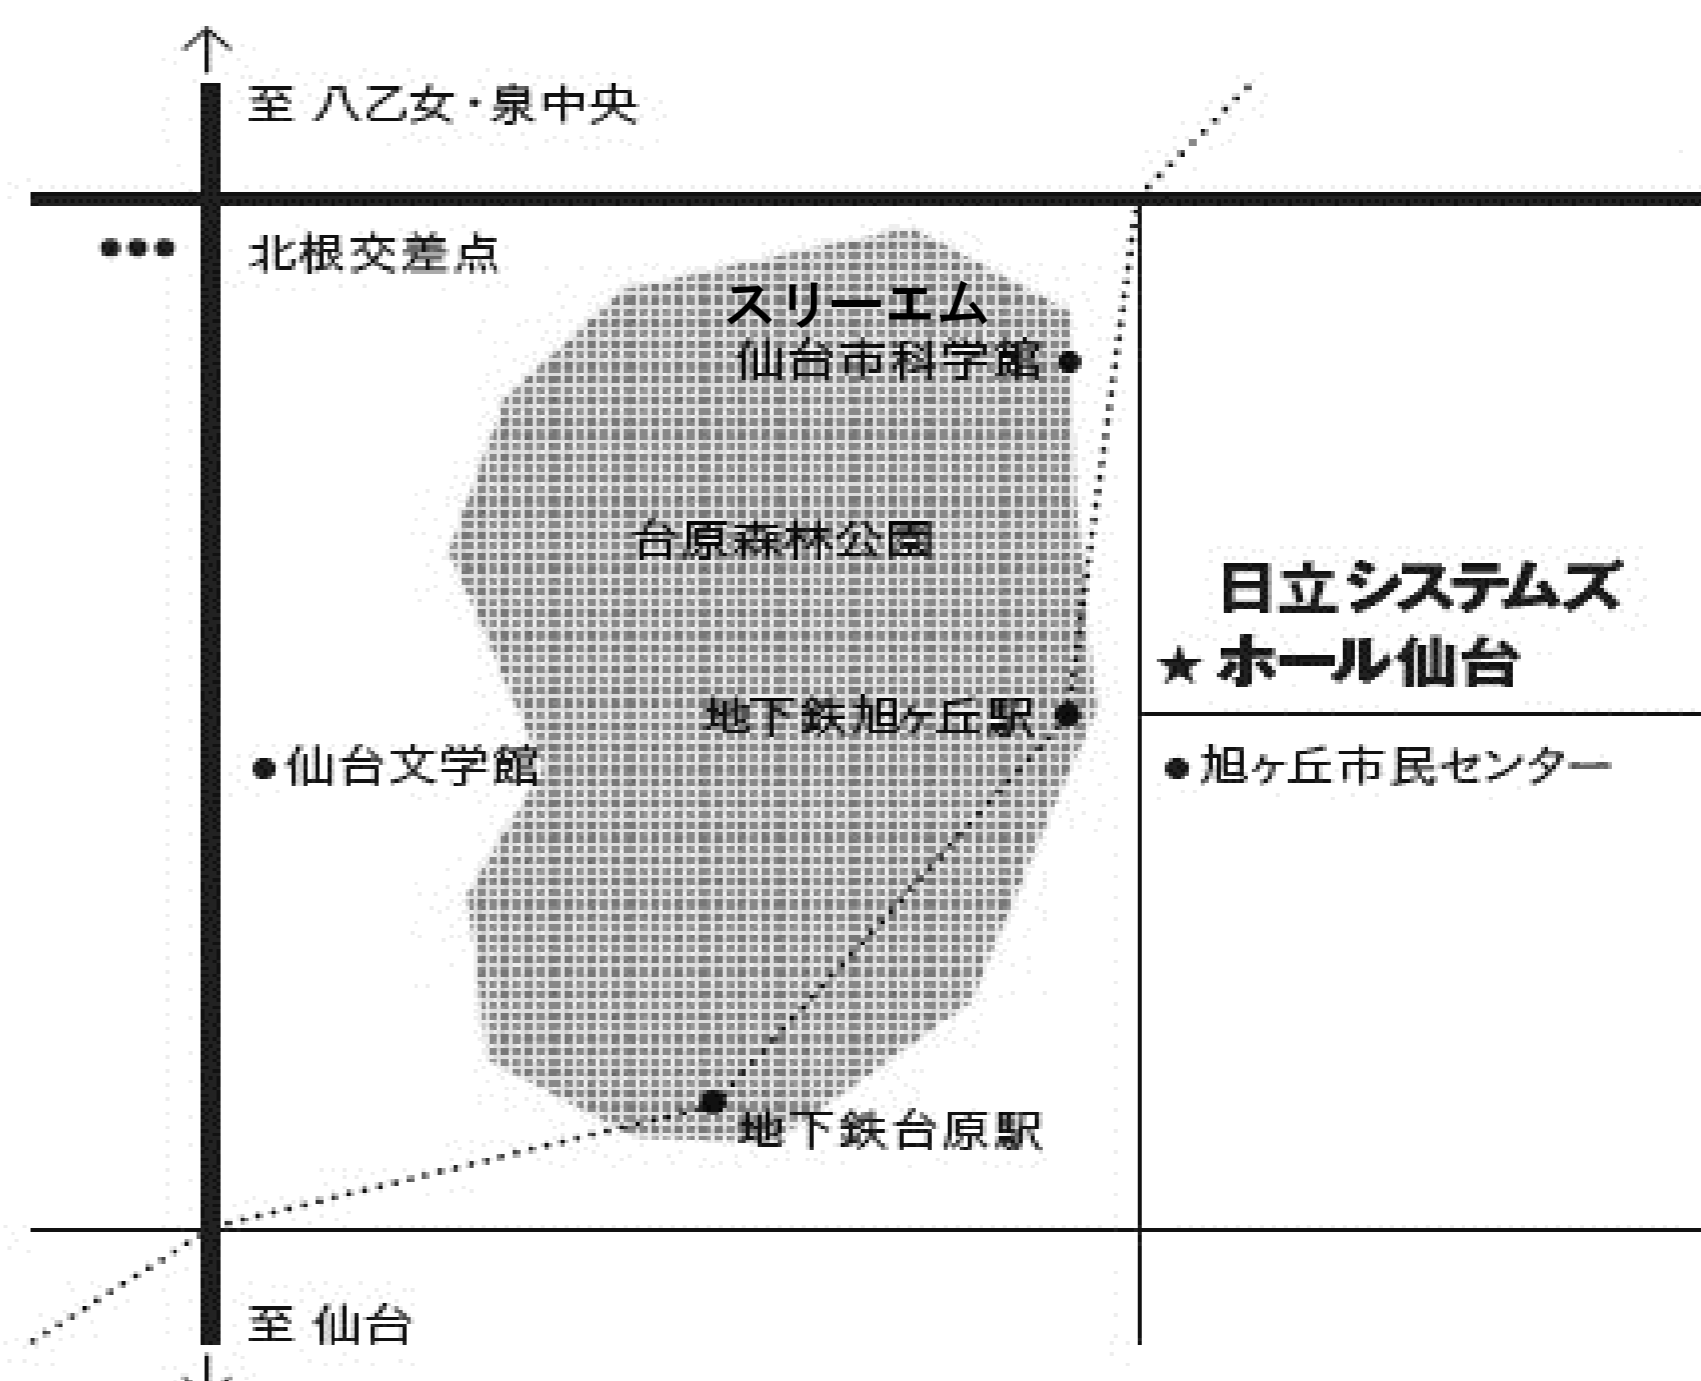 至 八乙女・泉中央
北根交差点
スリーエム
仙台市科学館
台原森林公園
日立システムズ
★ ホール仙台
地下鉄旭ヶ丘駅
仙台文学館
旭ヶ丘市民センター
地下鉄台原駅
至 仙台